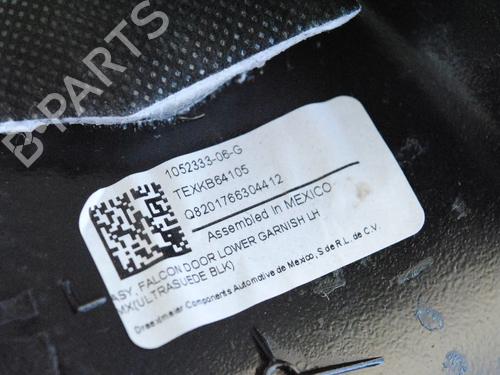 B-PARTS
1052333-06-G
TEXKB64105
Q8201766304412
Assembled in MEXICO
ASY, FALCON DOOR LOWER GARNISH LH
MX(ULTRASUEDE BLK)
Draexlmaier Components Automotive de Mexico, S de R.L. de C.V.